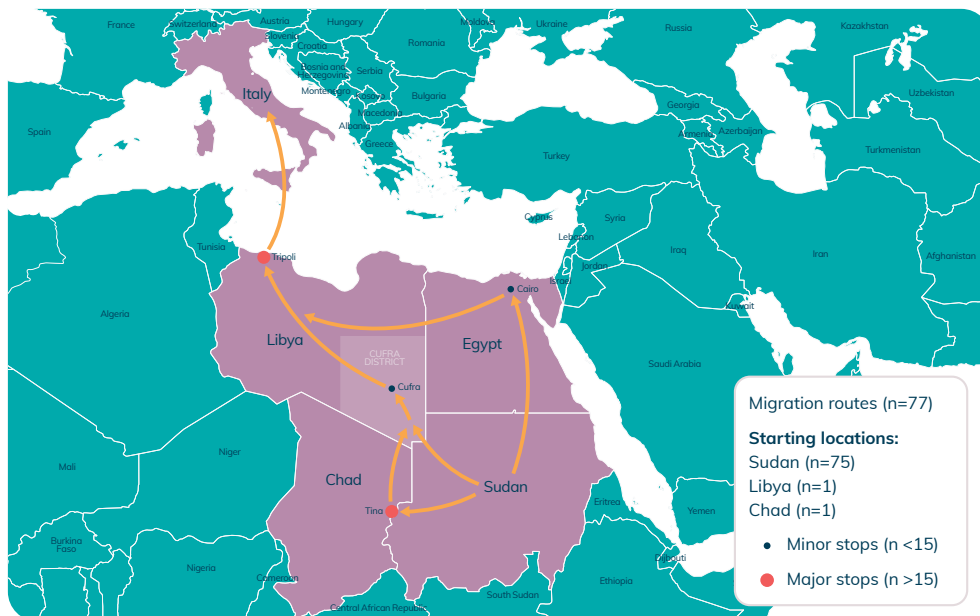 France
Switzerland
Austria
Hungary
Moldova
Ukraine
Russia
Kazakhstan
Slovenia
Croatia
Romania
Bosnia and
Herzegovina
Serbia
Italy
Montenegro
Kosovo
Bulgaria
Uzbekistan
Georgia
Macedonia
Albania
Armenia
Azerbaijan
Spain
Greece
Turkey
Turkmenistan
Cyprus
Syria
Tunisia
Lebanon
Tripoli
Iraq
Iran
Afghanistan
Jordan
Israel
Cairo
Kuwait
Algeria
Libya
Egypt
CUFRA
DISTRICT
Saudi Arabia
Cufra
Mali
Niger
Chad
Sudan
Tina
Eritrea
Yemen
Burkina
Faso
Nigeria
Cameroon
Djibouti
Ethiopia
South Sudan
Central African Republic
Migration routes (n=77)
Starting locations:
Sudan (n=75)
Libya (n=1)
Chad (n=1)
Minor stops (n <15)
Major stops (n >15)